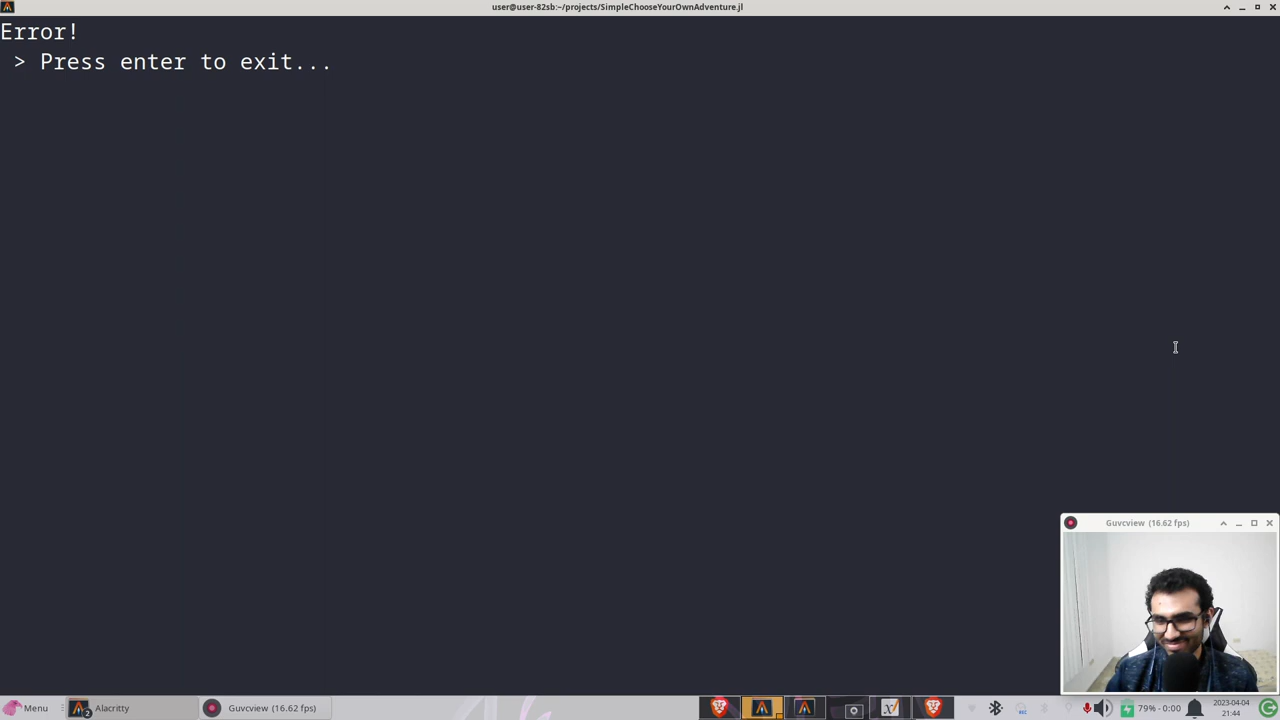 user@user-82sb:~/projects/SimpleChooseYourOwnAdventure.jl
Error!
> Press enter to exit...
Guvcview (16.62 fps)
Menu
Alacritty
2
Guvcview (16.62 fps)
79% - 0:00
2023-04-04
21:44